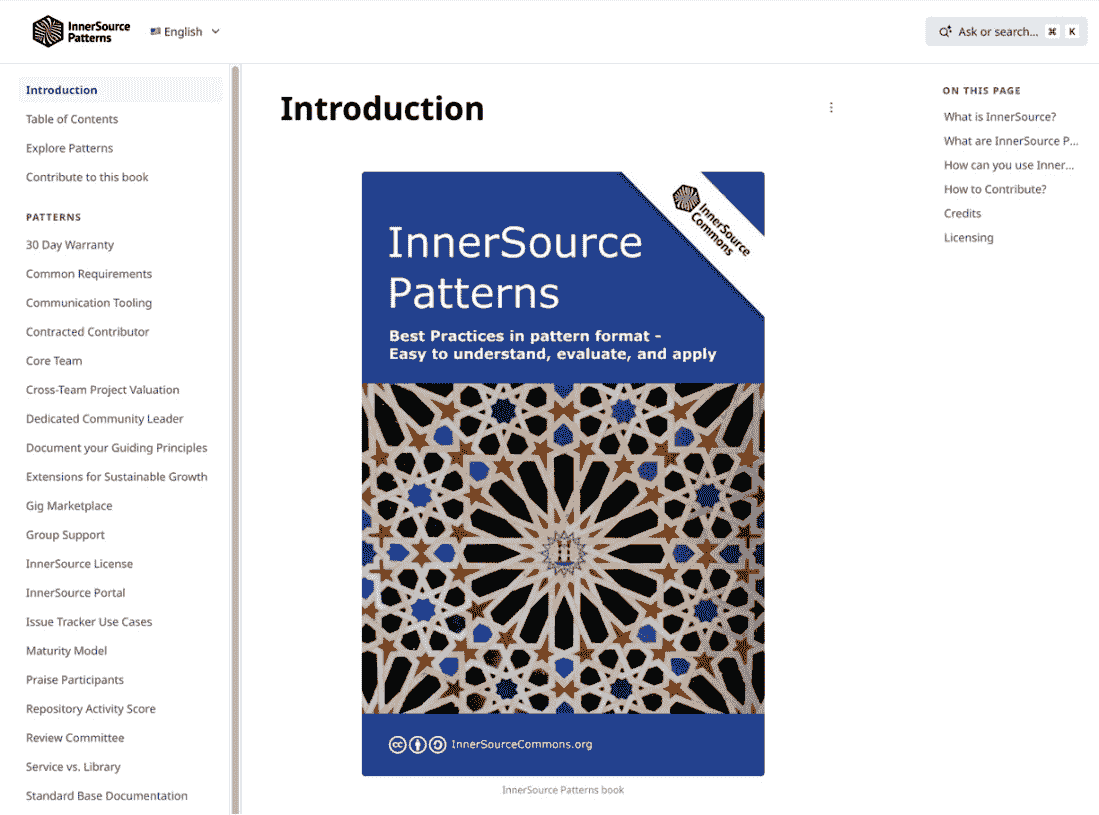 InnerSource
Patterns
English
Ask or search...
⌘ K
Introduction
Table of Contents
Explore Patterns
Contribute to this book
PATTERNS
30 Day Warranty
Common Requirements
Communication Tooling
Contracted Contributor
Core Team
Cross-Team Project Valuation
Dedicated Community Leader
Document your Guiding Principles
Extensions for Sustainable Growth
Gig Marketplace
Group Support
InnerSource License
InnerSource Portal
Issue Tracker Use Cases
Maturity Model
Praise Participants
Repository Activity Score
Review Committee
Service vs. Library
Standard Base Documentation
Introduction
InnerSource
Commons
InnerSource
Patterns
Best Practices in pattern format -
Easy to understand, evaluate, and apply
cc
InnerSourceCommons.org
InnerSource Patterns book
ON THIS PAGE
What is InnerSource?
What are InnerSource P...
How can you use Inner...
How to Contribute?
Credits
Licensing